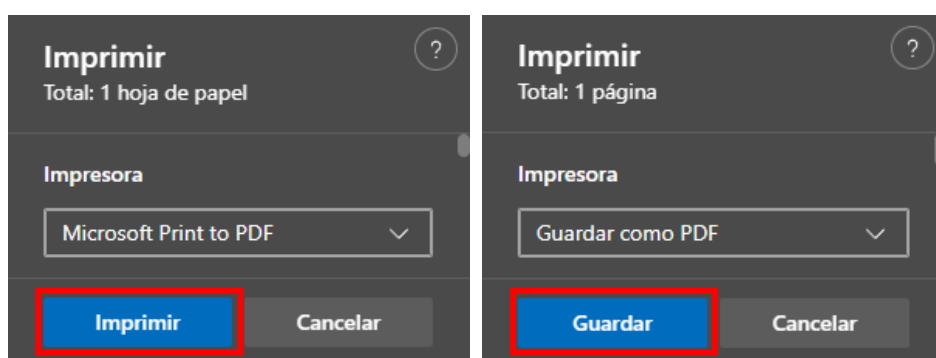 Imprimir
?
Total: 1 hoja de papel
Impresora
Microsoft Print to PDF
Imprimir
Cancelar
Imprimir
?
Total: 1 página
Impresora
Guardar como PDF
Guardar
Cancelar